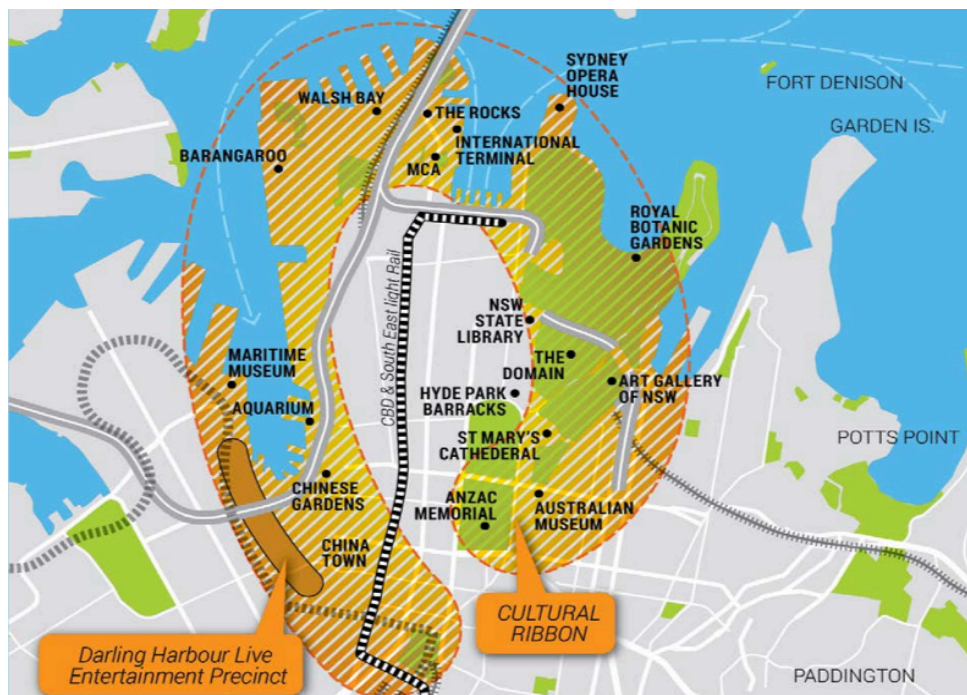 SYDNEY
OPERA
HOUSE
FORT DENISON
WALSH BAY
THE ROCKS
GARDEN IS.
INTERNATIONAL
TERMINAL
BARANGAROO
MCA
ROYAL
BOTANIC
GARDENS
CBD & South East light Rail
NSW
STATE
LIBRARY
MARITIME
MUSEUM
THE
DOMAIN
ART GALLERY
OF NSW
HYDE PARK
BARRACKS
AQUARIUM
ST MARY'S
CATHEDERAL
POTTS POINT
CHINESE
GARDENS
ANZAC
MEMORIAL
AUSTRALIAN
MUSEUM
CHINA
TOWN
CULTURAL
RIBBON
Darling Harbour Live
Entertainment Precinct
PADDINGTON